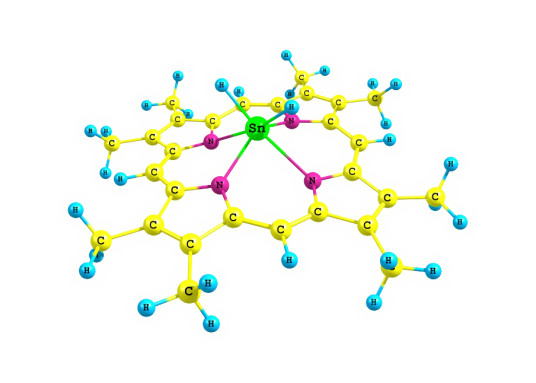 H
H H
C
H H C H H
H C H C C C C H
C C Sn H N C H
H H C C N C H
H C C N N C H
H C C C C C H
H C C C C H
H H C H H C H
H C H H
H